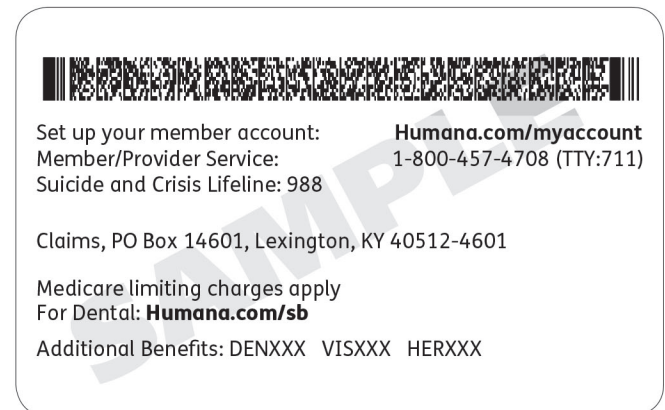 Set up your member account: Humana.com/myaccount
Member/Provider Service: 1-800-457-4708 (TTY:711)
Suicide and Crisis Lifeline: 988
Claims, PO Box 14601, Lexington, KY 40512-4601
Medicare limiting charges apply
For Dental: Humana.com/sb
Additional Benefits: DENXXX VISXXX HERXXX
SAMPLE